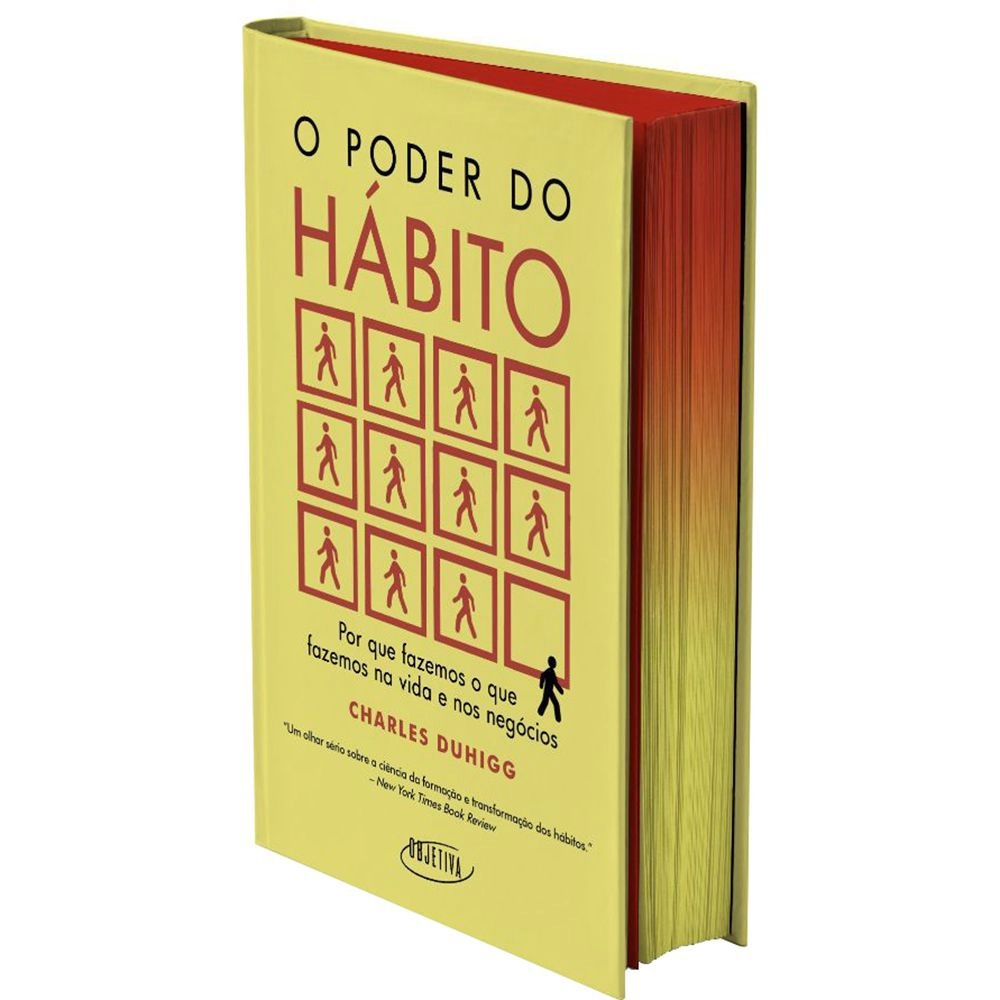 O PODER DO
HÁBITO
Por que fazemos o que
fazemos na vida e nos negócios
CHARLES DUHIGG
"Um olhar sério sobre a ciência da formação e transformação dos hábitos."
– New York Times Book Review
OBJETIVA